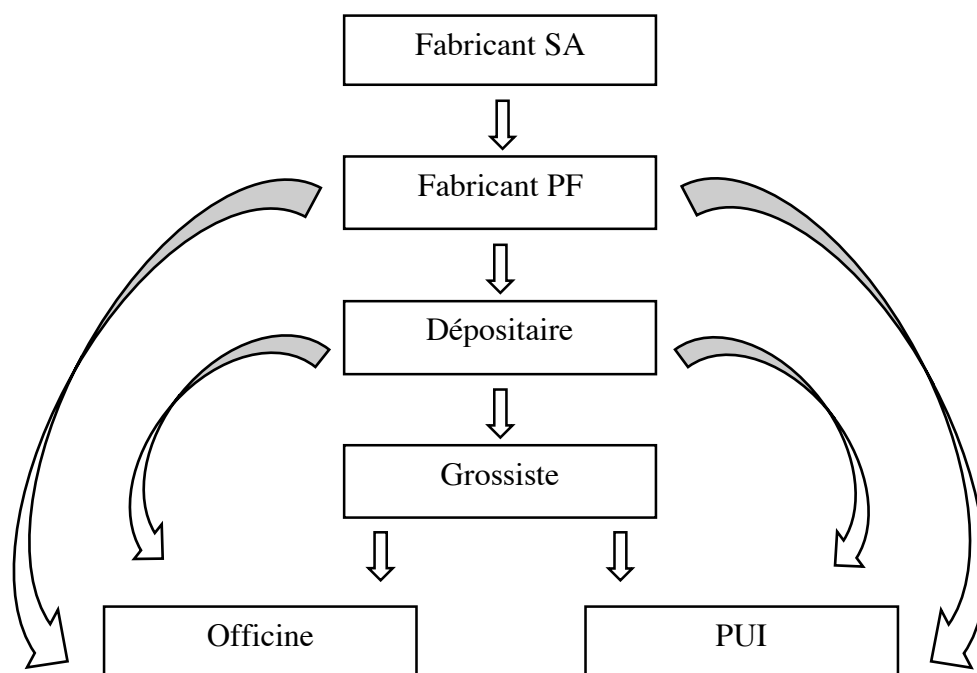 Fabricant SA
Fabricant PF
Dépositaire
Grossiste
Officine
PUI